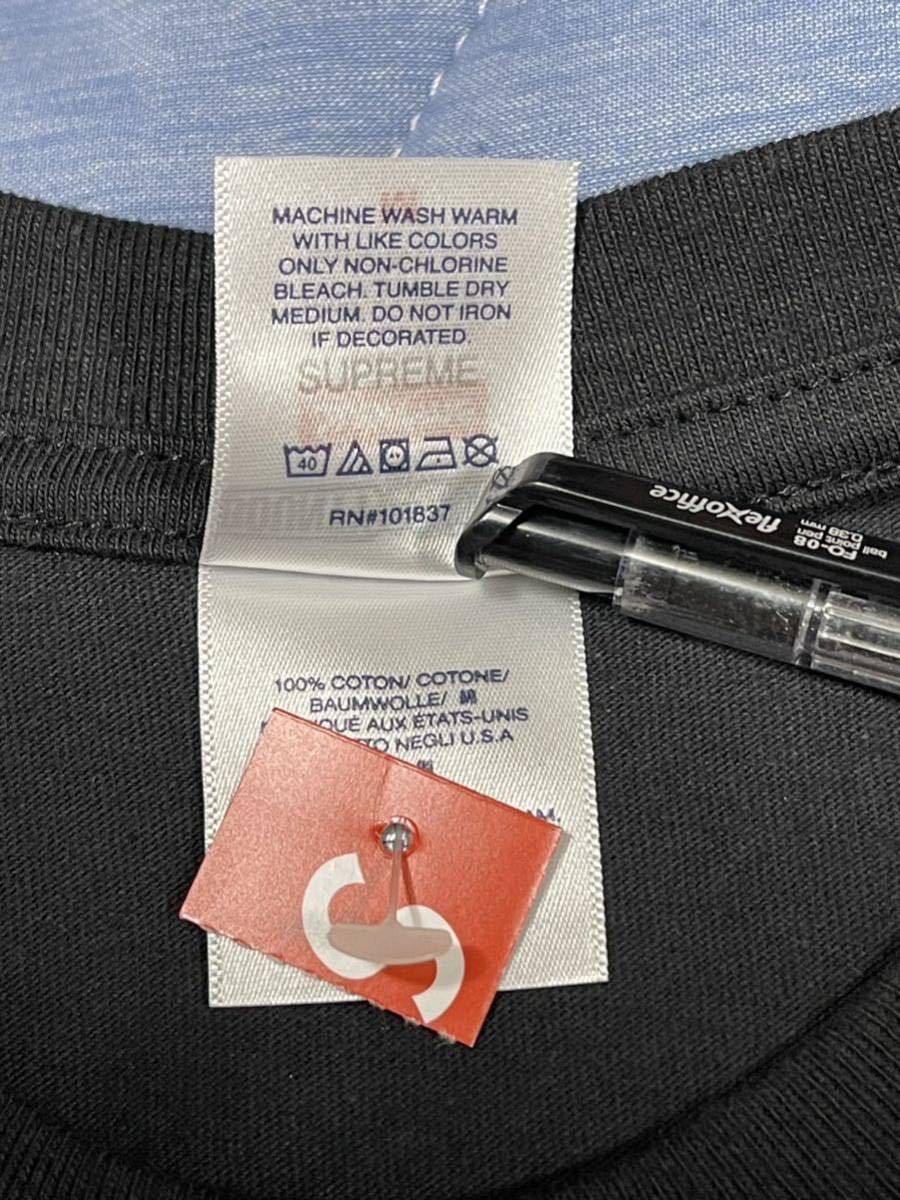 MACHINE WASH WARM
WITH LIKE COLORS
ONLY NON-CHLORINE
BLEACH. TUMBLE DRY
MEDIUM. DO NOT IRON
IF DECORATED.
SUPREME
40
RN#101837
flexoffice
FO-08
ball point pen
0.38 mm
100% COTON/ COTONE/
BAUMWOLLE/ 綿
AUX ÉTATS-UNIS
NEGLI U.S.A
AM.
S